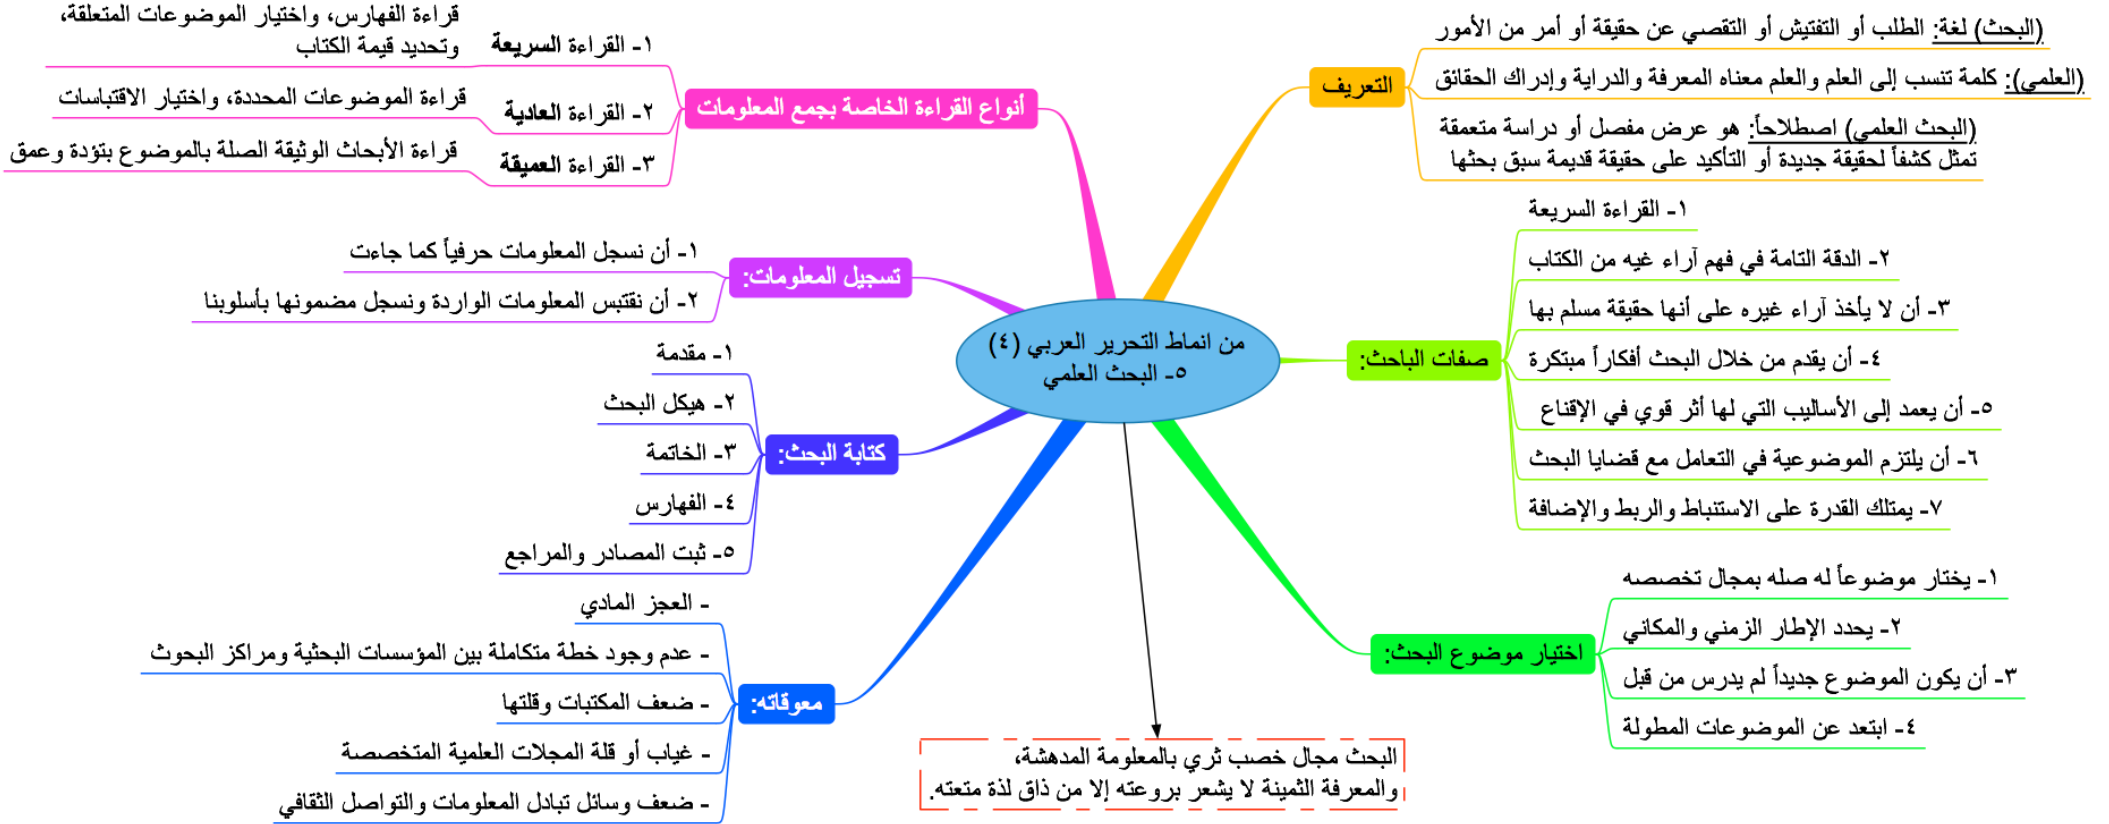 من انماط التحرير العربي (٤)
٥- البحث العلمي
التعريف
(البحث) لغة: الطلب أو التفتيش أو التقصي عن حقيقة أو أمر من الأمور
(العلمي): كلمة تنسب إلى العلم والعلم معناه المعرفة والدراية وإدراك الحقائق
(البحث العلمي) اصطلاحاً: هو عرض مفصل أو دراسة متعمقة
تمثل كشفاً لحقيقة جديدة أو التأكيد على حقيقة قديمة سبق بحثها
صفات الباحث:
١- القراءة السريعة
٢- الدقة التامة في فهم آراء غيه من الكتاب
٣- أن لا يأخذ آراء غيره على أنها حقيقة مسلم بها
٤- أن يقدم من خلال البحث أفكاراً مبتكرة
٥- أن يعمد إلى الأساليب التي لها أثر قوي في الإقناع
٦- أن يلتزم الموضوعية في التعامل مع قضايا البحث
٧- يمتلك القدرة على الاستنباط والربط والإضافة
اختيار موضوع البحث:
١- يختار موضوعاً له صله بمجال تخصصه
٢- يحدد الإطار الزمني والمكاني
٣- أن يكون الموضوع جديداً لم يدرس من قبل
٤- ابتعد عن الموضوعات المطولة
أنواع القراءة الخاصة بجمع المعلومات
١- القراءة السريعة
قراءة الفهارس، واختيار الموضوعات المتعلقة،
وتحديد قيمة الكتاب
٢- القراءة العادية
قراءة الموضوعات المحددة، واختيار الاقتباسات
٣- القراءة العميقة
قراءة الأبحاث الوثيقة الصلة بالموضوع بتؤدة وعمق
تسجيل المعلومات:
١- أن نسجل المعلومات حرفياً كما جاءت
٢- أن نقتبس المعلومات الواردة ونسجل مضمونها بأسلوبنا
كتابة البحث:
١- مقدمة
٢- هيكل البحث
٣- الخاتمة
٤- الفهارس
٥- ثبت المصادر والمراجع
معوقاته:
- العجز المادي
- عدم وجود خطة متكاملة بين المؤسسات البحثية ومراكز البحوث
- ضعف المكتبات وقلتها
- غياب أو قلة المجلات العلمية المتخصصة
- ضعف وسائل تبادل المعلومات والتواصل الثقافي
البحث مجال خصب ثري بالمعلومة المدهشة،
والمعرفة الثمينة لا يشعر بروعته إلا من ذاق لذة متعته.